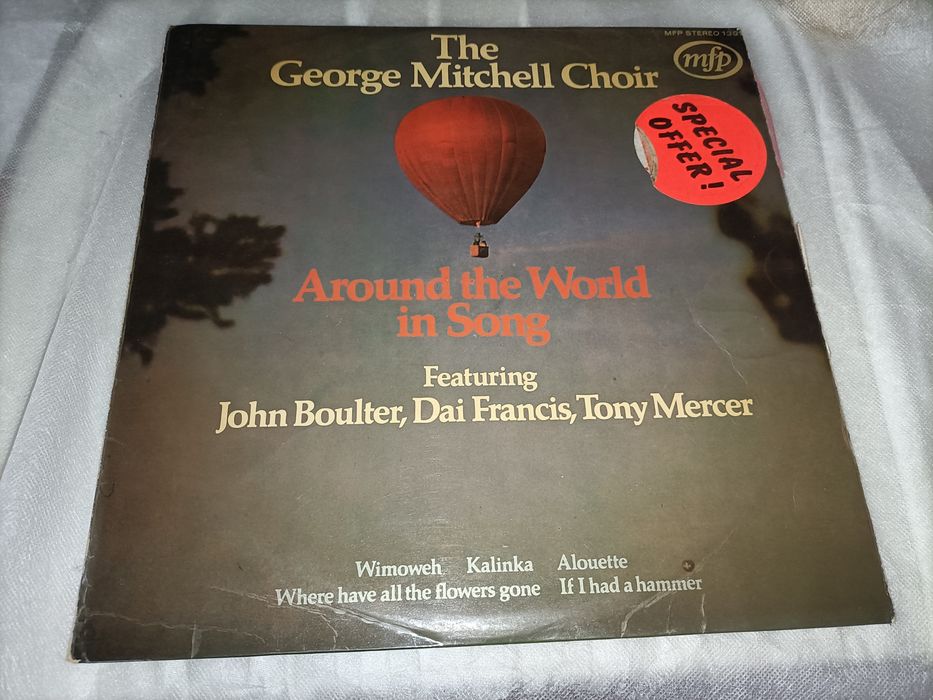 MFP STEREO
The
George Mitchell Choir
mfp
SPECIAL
OFFER!
Around the World
in Song
Featuring
John Boulter, Dai Francis, Tony Mercer
Wimoweh Kalinka Alouette
Where have all the flowers gone If I had a hammer